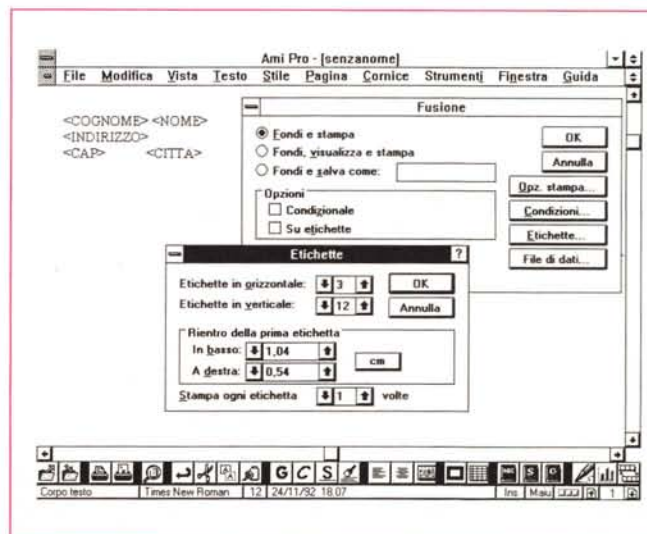 Ami Pro - [senzanome]
File Modifica Vista Testo Stile Pagina Cornice Strumenti Finestra Guida
<COGNOME> <NOME>
<INDIRIZZO>
<CAP> <CITTA>
Fusione
Fondi e stampa
Fondi, visualizza e stampa
Fondi e salva come:
OK
Annulla
Opz. stampa...
Condizioni...
Etichette...
File di dati...
Opzioni
Condizionale
Su etichette
Etichette ?
Etichette in orizzontale: 3 OK
Etichette in verticale: 12 Annulla
Rientro della prima etichetta
In basso: 1,04 cm
A destra: 0,54
Stampa ogni etichetta 1 volte
G C S
Corpo testo Times New Roman 12 24/11/92 18.07 Ins Maiu 1